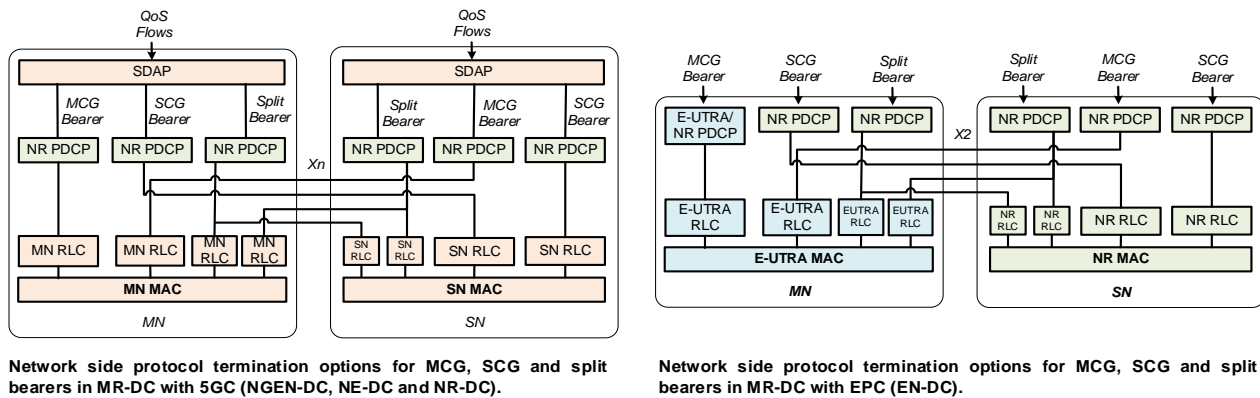 QoS
Flows
SDAP
MCG
Bearer
SCG
Bearer
Split
Bearer
NR PDCP
NR PDCP
NR PDCP
MN RLC
MN RLC
MN
RLC
MN
RLC
MN MAC
MN
Xn
QoS
Flows
SDAP
Split
Bearer
MCG
Bearer
SCG
Bearer
NR PDCP
NR PDCP
NR PDCP
SN
RLC
SN
RLC
SN RLC
SN RLC
SN MAC
SN
Network side protocol termination options for MCG, SCG and split
bearers in MR-DC with 5GC (NGEN-DC, NE-DC and NR-DC).
MCG
Bearer
SCG
Bearer
Split
Bearer
E-UTRA/
NR PDCP
NR PDCP
NR PDCP
E-UTRA
RLC
E-UTRA
RLC
EUTRA
RLC
EUTRA
RLC
E-UTRA MAC
MN
X2
Split
Bearer
MCG
Bearer
SCG
Bearer
NR PDCP
NR PDCP
NR PDCP
NR
RLC
NR
RLC
NR RLC
NR RLC
NR MAC
SN
Network side protocol termination options for MCG, SCG and split
bearers in MR-DC with EPC (EN-DC).